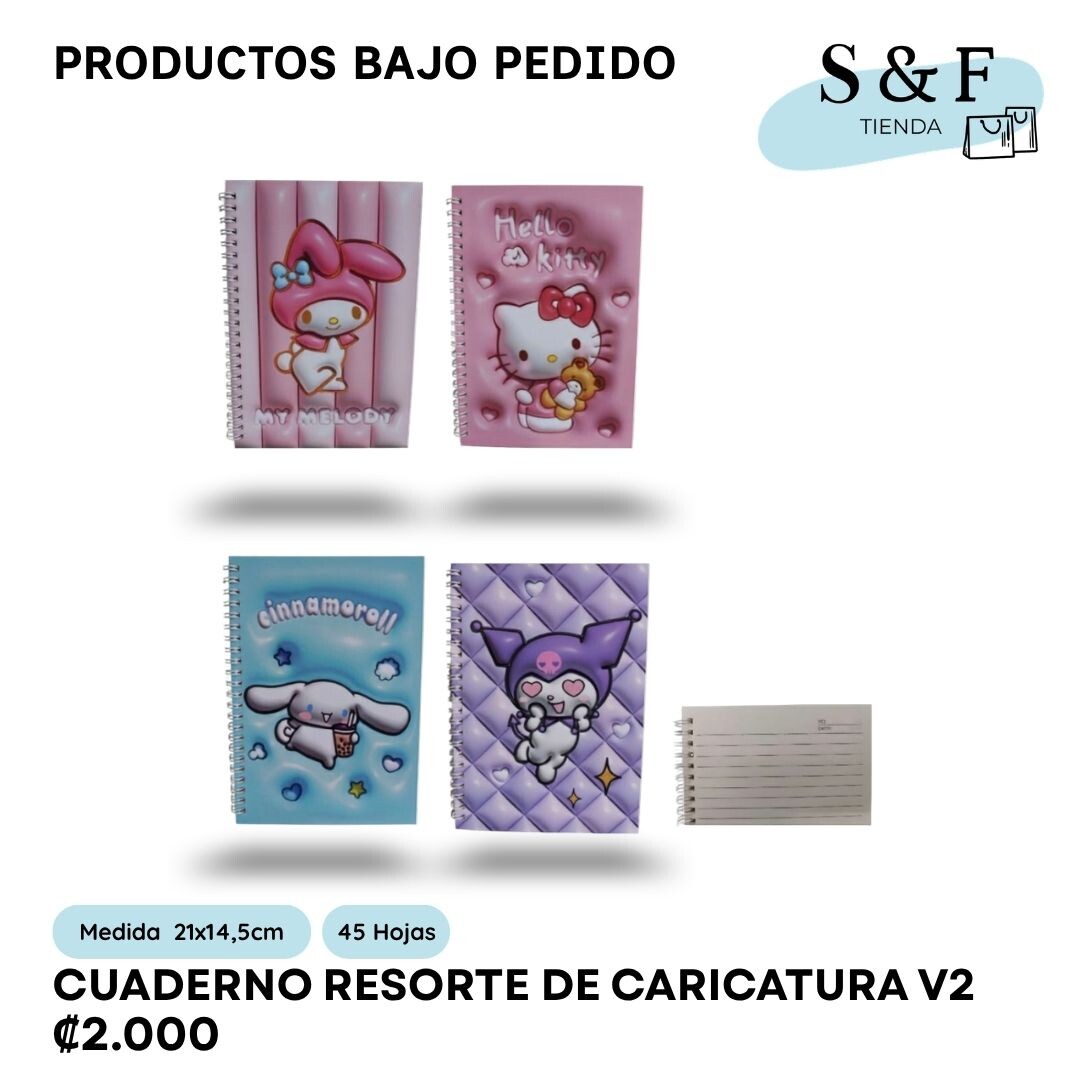 PRODUCTOS BAJO PEDIDO
S & F
TIENDA
MY MELODY
Hello
kitty
cinnamoroll
Medida 21x14,5cm
45 Hojas
CUADERNO RESORTE DE CARICATURA V2
₡2.000